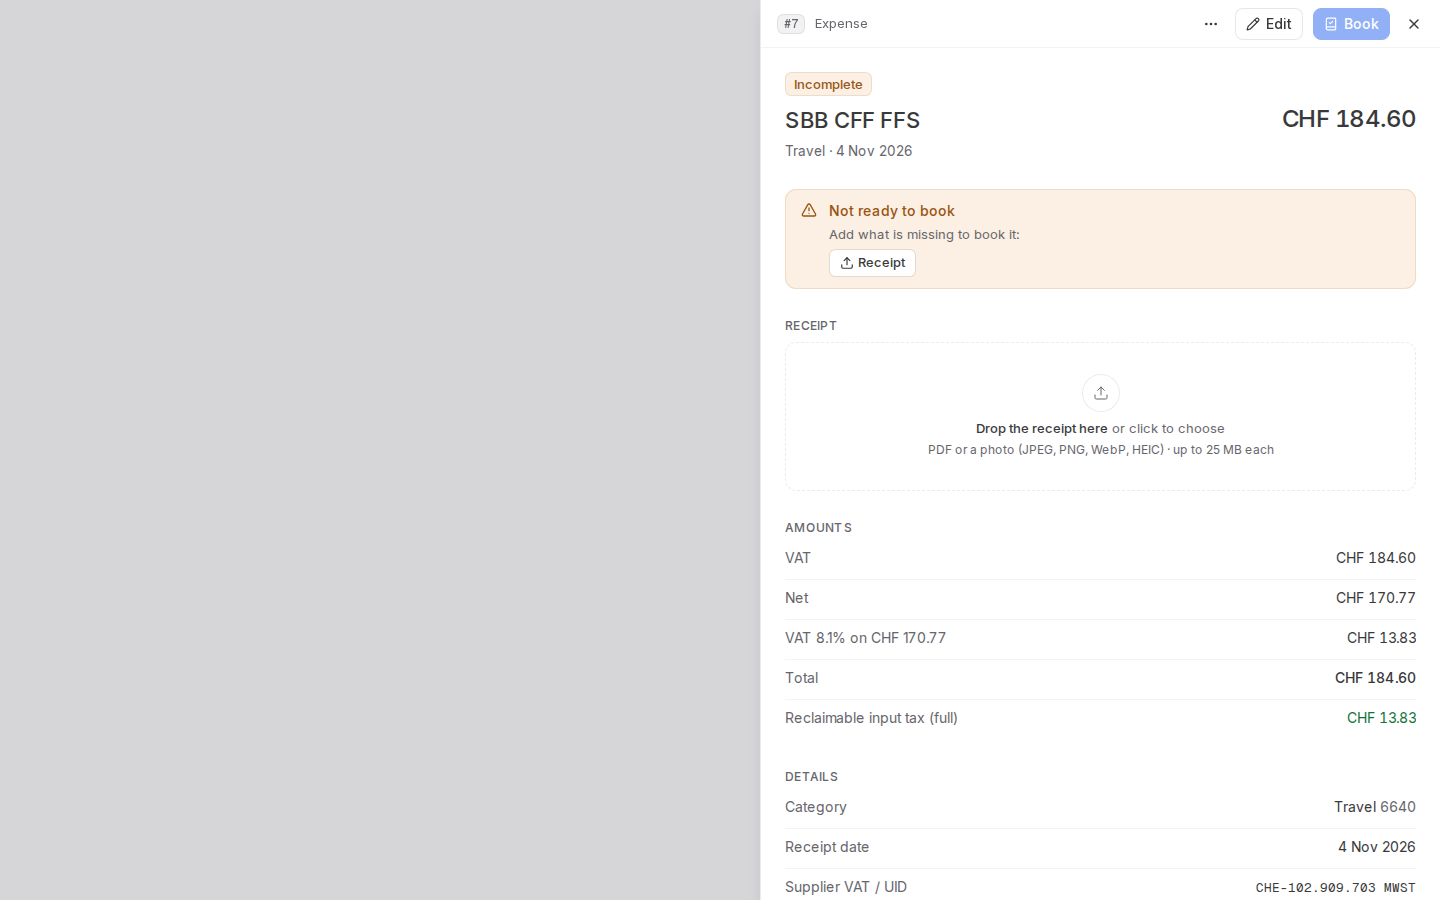 #7 Expense Edit Book
Incomplete
SBB CFF FFS CHF 184.60
Travel · 4 Nov 2026
Not ready to book
Add what is missing to book it:
Receipt
RECEIPT
Drop the receipt here or click to choose
PDF or a photo (JPEG, PNG, WebP, HEIC) · up to 25 MB each
AMOUNTS
VAT CHF 184.60
Net CHF 170.77
VAT 8.1% on CHF 170.77 CHF 13.83
Total CHF 184.60
Reclaimable input tax (full) CHF 13.83
DETAILS
Category Travel 6640
Receipt date 4 Nov 2026
Supplier VAT / UID CHE-102.909.703 MWST